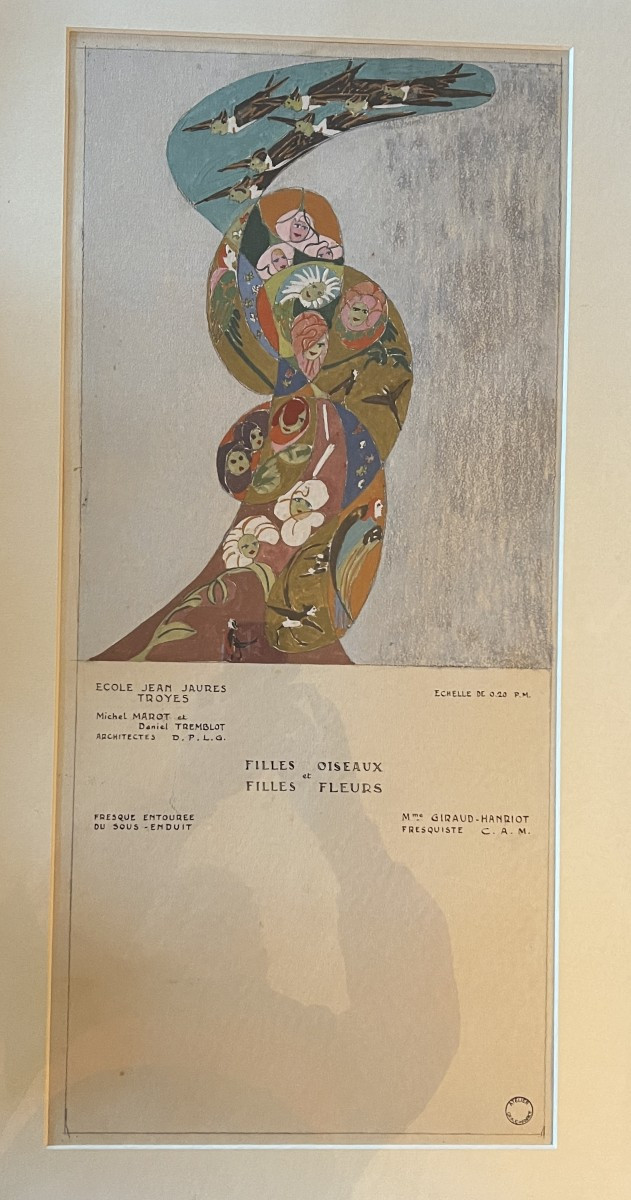 ECOLE JEAN JAURES
TROYES
ECHELLE DE 0.20 P.M.
Michel MAROT et
Daniel TREMBLOT
ARCHITECTES D.P.L.G.
FILLES OISEAUX
et
FILLES FLEURS
FRESQUE ENTOUREE
DU SOUS-ENDUIT
Mme GIRAUD-HANRIOT
FRESQUISTE C.A.M.
ATELIER